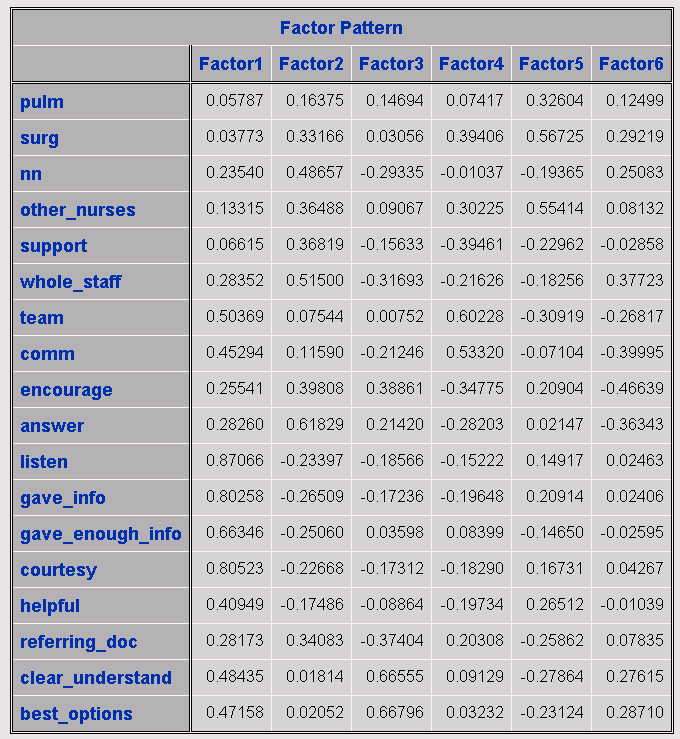 Factor Pattern
Factor1 Factor2 Factor3 Factor4 Factor5 Factor6
pulm 0.05787 0.16375 0.14694 0.07417 0.32604 0.12499
surg 0.03773 0.33166 0.03056 0.39406 0.56725 0.29219
nn 0.23540 0.48657 -0.29335 -0.01037 -0.19365 0.25083
other_nurses 0.13315 0.36488 0.09067 0.30225 0.55414 0.08132
support 0.06615 0.36819 -0.15633 -0.39461 -0.22962 -0.02858
whole_staff 0.28352 0.51500 -0.31693 -0.21626 -0.18256 0.37723
team 0.50369 0.07544 0.00752 0.60228 -0.30919 -0.26817
comm 0.45294 0.11590 -0.21246 0.53320 -0.07104 -0.39995
encourage 0.25541 0.39808 0.38861 -0.34775 0.20904 -0.46639
answer 0.28260 0.61829 0.21420 -0.28203 0.02147 -0.36343
listen 0.87066 -0.23397 -0.18566 -0.15222 0.14917 0.02463
gave_info 0.80258 -0.26509 -0.17236 -0.19648 0.20914 0.02406
gave_enough_info 0.66346 -0.25060 0.03598 0.08399 -0.14650 -0.02595
courtesy 0.80523 -0.22668 -0.17312 -0.18290 0.16731 0.04267
helpful 0.40949 -0.17486 -0.08864 -0.19734 0.26512 -0.01039
referring_doc 0.28173 0.34083 -0.37404 0.20308 -0.25862 0.07835
clear_understand 0.48435 0.01814 0.66555 0.09129 -0.27864 0.27615
best_options 0.47158 0.02052 0.66796 0.03232 -0.23124 0.28710